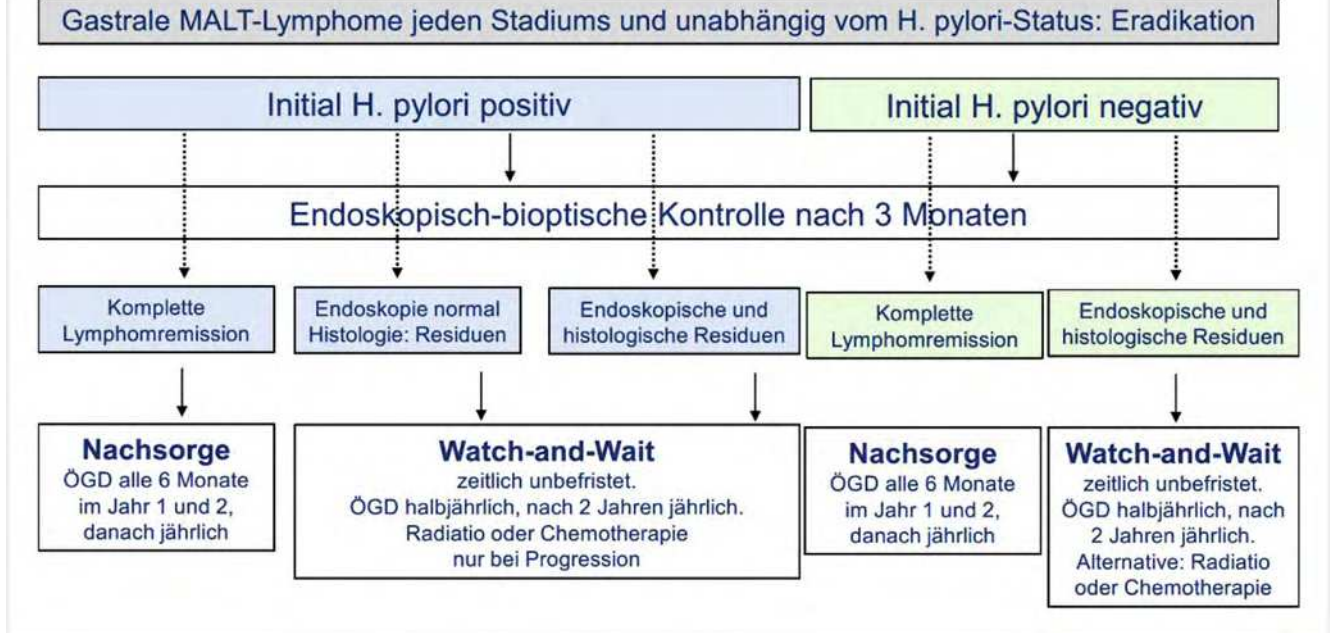 Gastrale MALT-Lymphome jeden Stadiums und unabhängig vom H. pylori-Status: Eradikation
Initial H. pylori positiv
Initial H. pylori negativ
Endoskopisch-bioptische Kontrolle nach 3 Monaten
Komplette
Lymphomremission
Endoskopie normal
Histologie: Residuen
Endoskopische und
histologische Residuen
Komplette
Lymphomremission
Endoskopische und
histologische Residuen
Nachsorge
ÖGD alle 6 Monate
im Jahr 1 und 2,
danach jährlich
Watch-and-Wait
zeitlich unbefristet.
ÖGD halbjährlich, nach 2 Jahren jährlich.
Radiatio oder Chemotherapie
nur bei Progression
Nachsorge
ÖGD alle 6 Monate
im Jahr 1 und 2,
danach jährlich
Watch-and-Wait
zeitlich unbefristet.
ÖGD halbjährlich, nach
2 Jahren jährlich.
Alternative: Radiatio
oder Chemotherapie